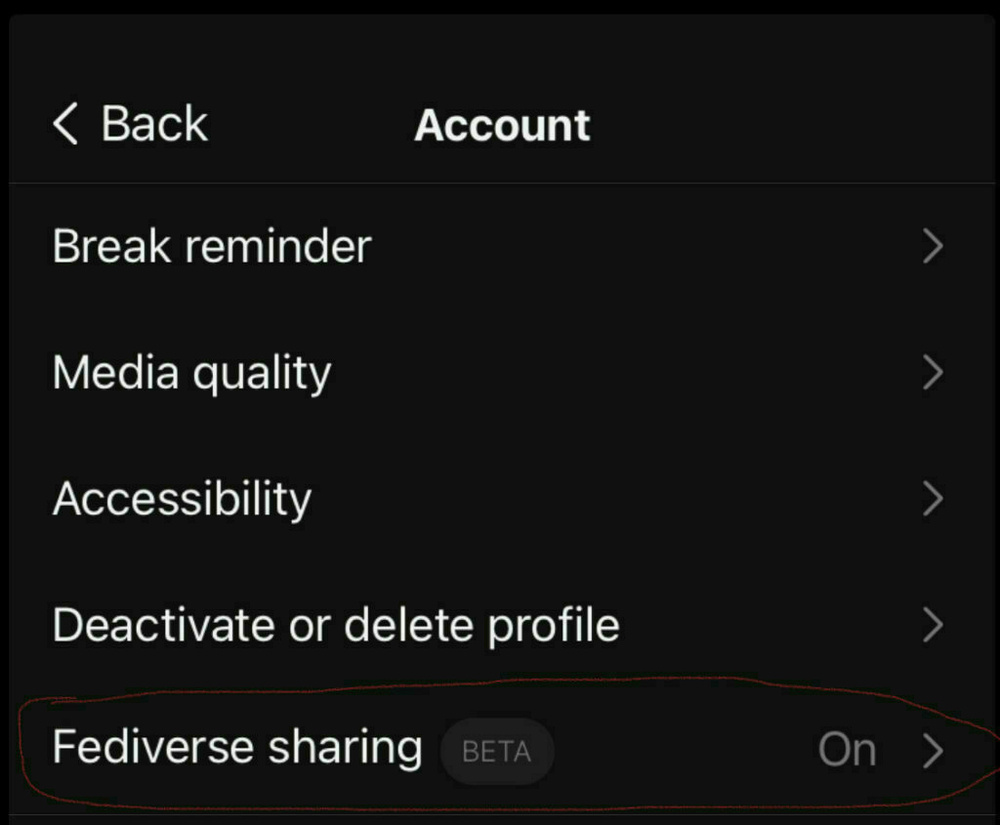 Back Account
Break reminder
Media quality
Accessibility
Deactivate or delete profile
Fediverse sharing BETA On